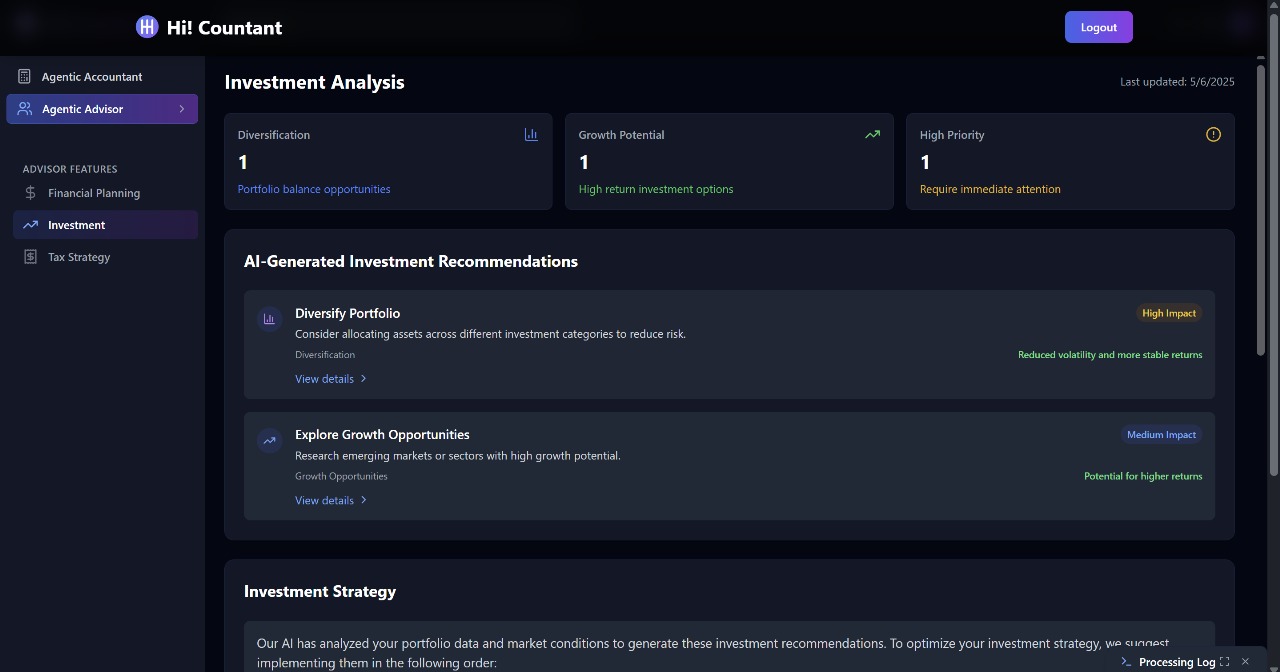 Hi! Countant
Logout
Agentic Accountant
Agentic Advisor
ADVISOR FEATURES
Financial Planning
Investment
Tax Strategy
Investment Analysis
Last updated: 5/6/2025
Diversification
1
Portfolio balance opportunities
Growth Potential
1
High return investment options
High Priority
1
Require immediate attention
AI-Generated Investment Recommendations
Diversify Portfolio
High Impact
Consider allocating assets across different investment categories to reduce risk.
Diversification
Reduced volatility and more stable returns
View details
Explore Growth Opportunities
Medium Impact
Research emerging markets or sectors with high growth potential.
Growth Opportunities
Potential for higher returns
View details
Investment Strategy
Our AI has analyzed your portfolio data and market conditions to generate these investment recommendations. To optimize your investment strategy, we suggest
implementing them in the following order:
Processing Log